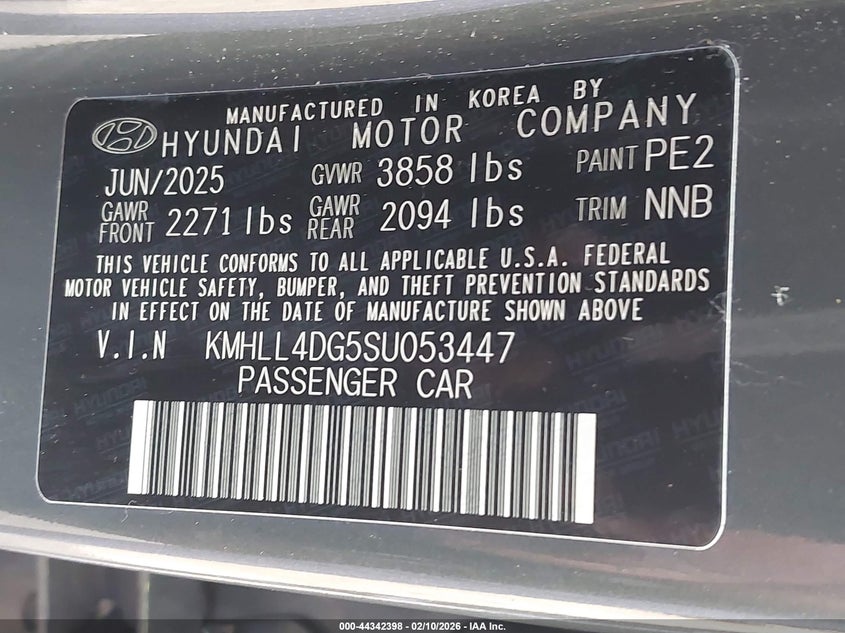 MANUFACTURED IN KOREA BY
HYUNDAI MOTOR COMPANY
JUN/2025 GVWR 3858 lbs PAINT PE2
GAWR FRONT 2271 lbs GAWR REAR 2094 lbs TRIM NNB
THIS VEHICLE CONFORMS TO ALL APPLICABLE U.S.A. FEDERAL
MOTOR VEHICLE SAFETY, BUMPER, AND THEFT PREVENTION STANDARDS
IN EFFECT ON THE DATE OF MANUFACTURE SHOWN ABOVE
V.I.N KMHLL4DG5SU053447
PASSENGER CAR
000-44342398 - 02/10/2026 - IAA Inc.